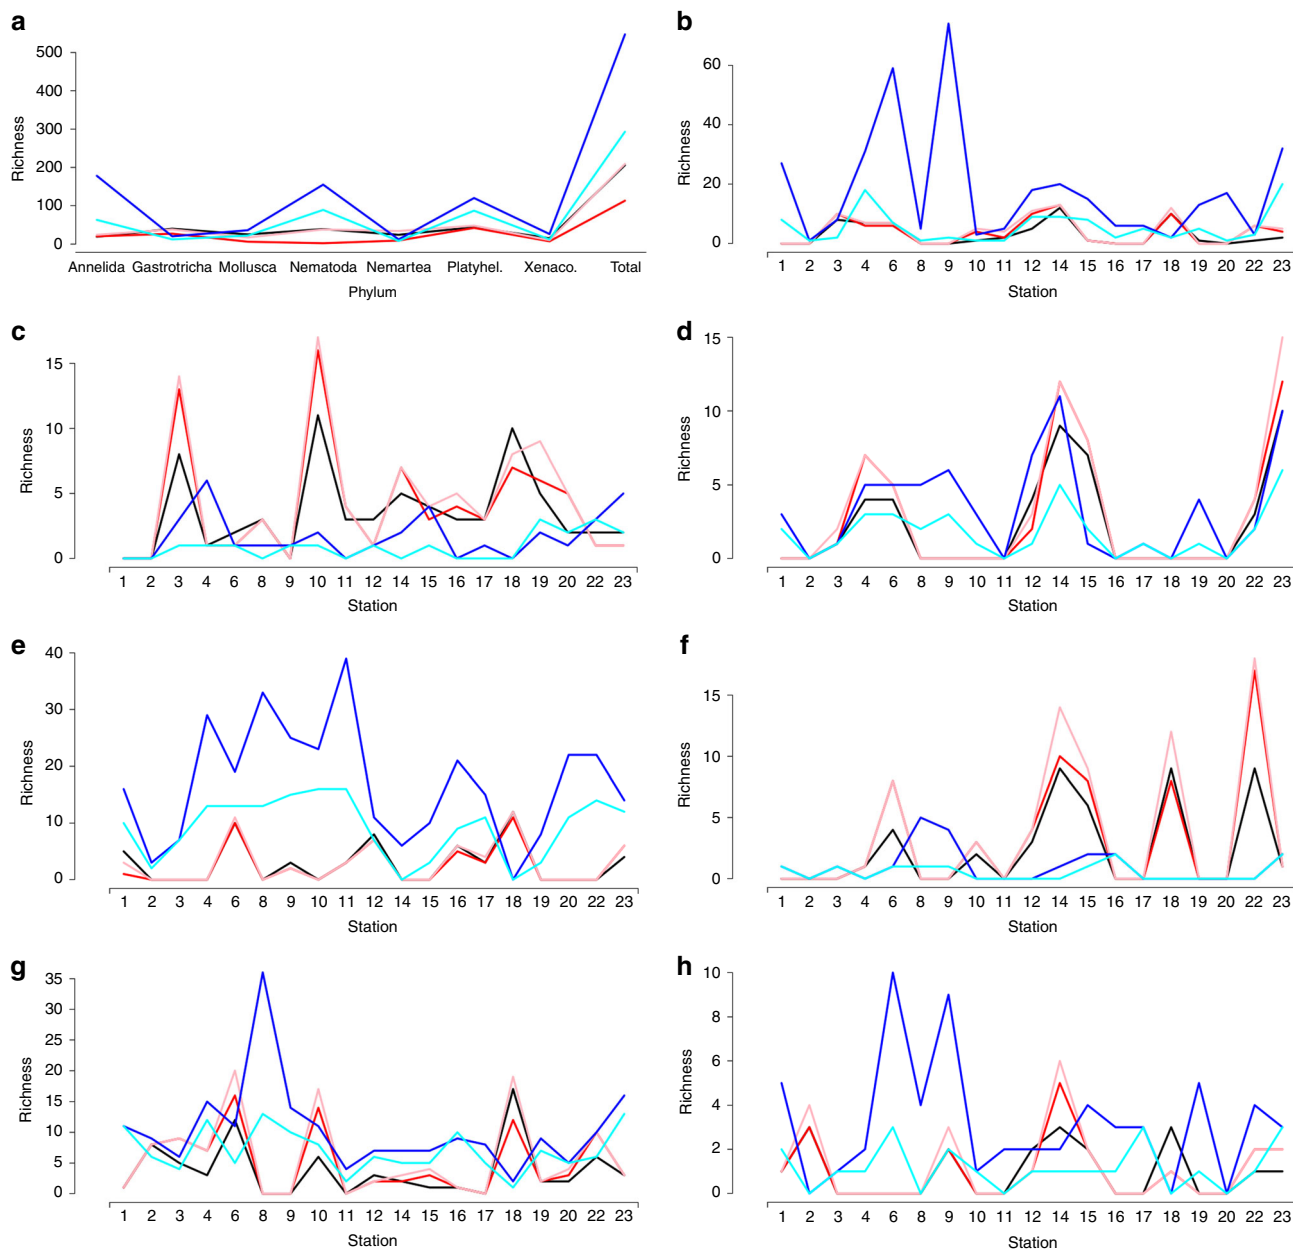 a
500
400
300
200
100
0
Richness
Annelida Gastrotricha Mollusca Nematoda Nemartea Platyhel. Xenaco. Total
Phylum
b
60
40
20
0
Richness
1 2 3 4 6 8 9 10 11 12 14 15 16 17 18 19 20 22 23
Station
c
15
10
5
0
Richness
1 2 3 4 6 8 9 10 11 12 14 15 16 17 18 19 20 22 23
Station
d
15
10
5
0
Richness
1 2 3 4 6 8 9 10 11 12 14 15 16 17 18 19 20 22 23
Station
e
40
30
20
10
0
Richness
1 2 3 4 6 8 9 10 11 12 14 15 16 17 18 19 20 22 23
Station
f
15
10
5
0
Richness
1 2 3 4 6 8 9 10 11 12 14 15 16 17 18 19 20 22 23
Station
g
35
30
25
20
15
10
5
0
Richness
1 2 3 4 6 8 9 10 11 12 14 15 16 17 18 19 20 22 23
Station
h
10
8
6
4
2
0
Richness
1 2 3 4 6 8 9 10 11 12 14 15 16 17 18 19 20 22 23
Station